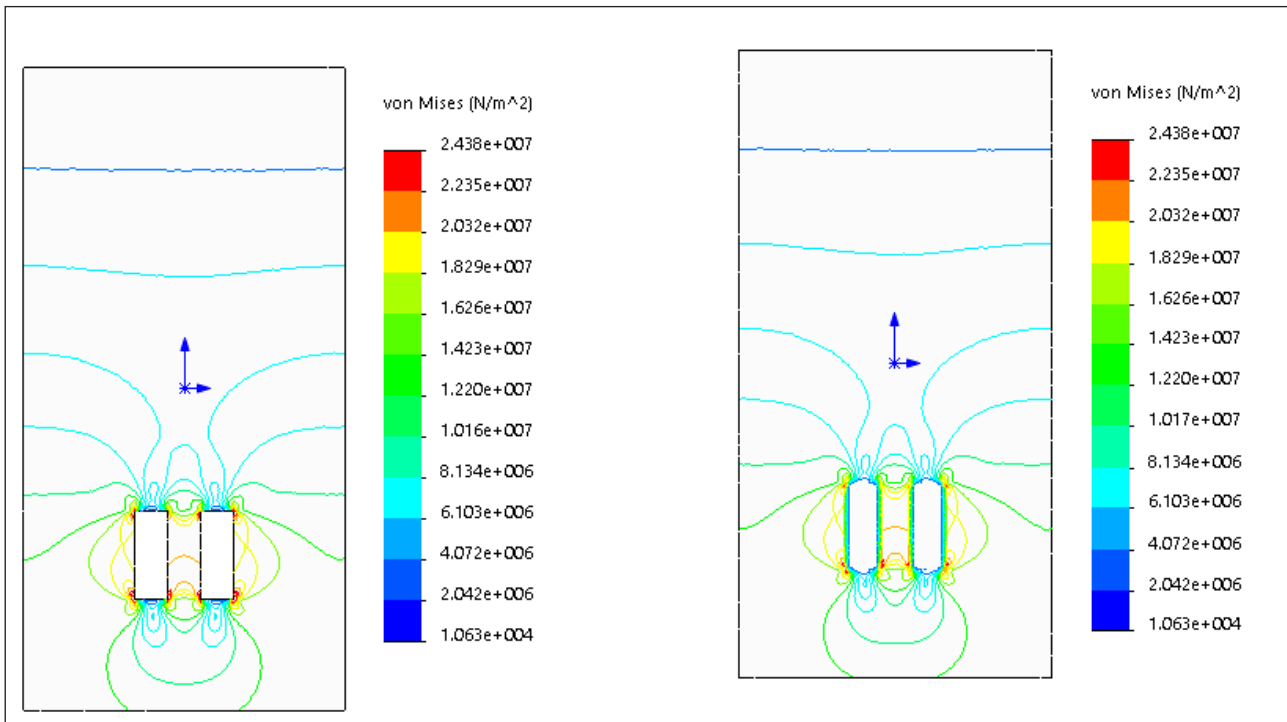 von Mises (N/m^2)
2.438e+007
2.235e+007
2.032e+007
1.829e+007
1.626e+007
1.423e+007
1.220e+007
1.016e+007
8.134e+006
6.103e+006
4.072e+006
2.042e+006
1.063e+004
von Mises (N/m^2)
2.438e+007
2.235e+007
2.032e+007
1.829e+007
1.626e+007
1.423e+007
1.220e+007
1.017e+007
8.134e+006
6.103e+006
4.072e+006
2.042e+006
1.063e+004